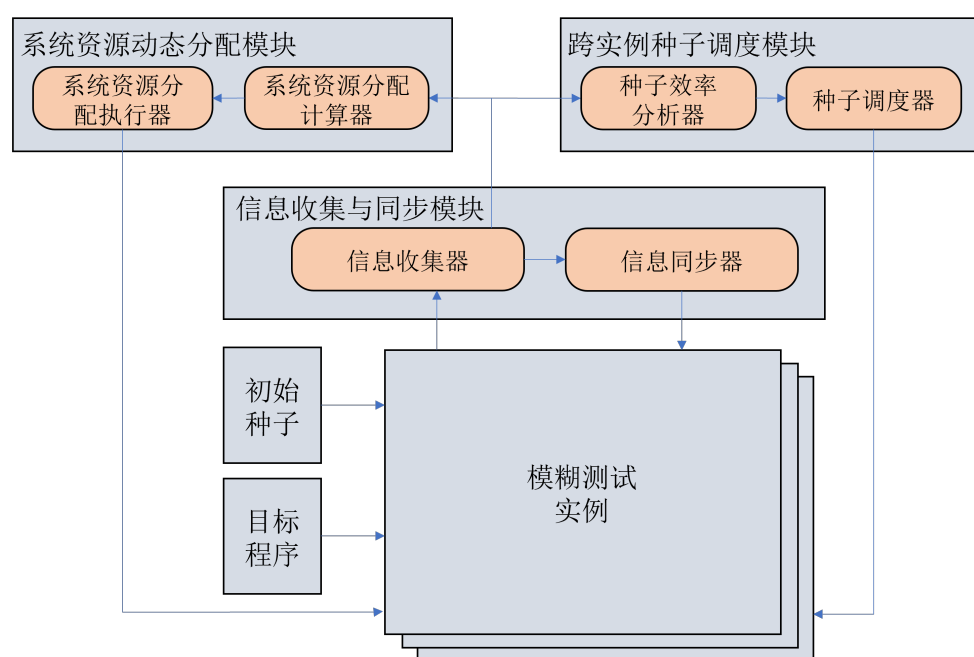 系统资源动态分配模块
系统资源分
配执行器
系统资源分配
计算器
跨实例种子调度模块
种子效率
分析器
种子调度器
信息收集与同步模块
信息收集器
信息同步器
初始
种子
目标
程序
模糊测试
实例